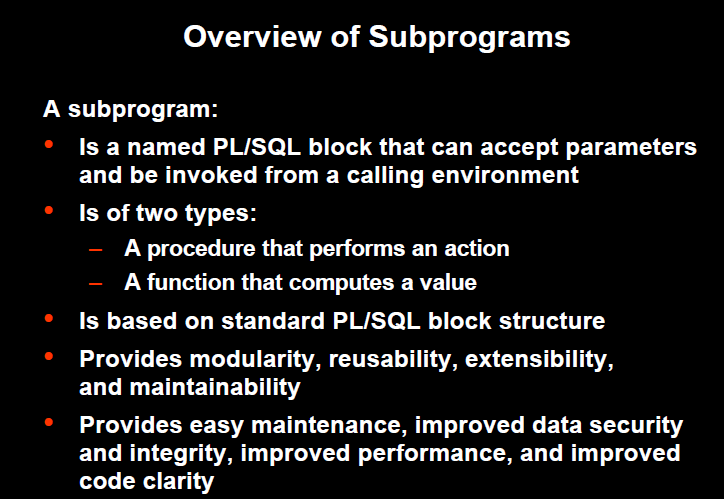 Overview of Subprograms
A subprogram:
• Is a named PL/SQL block that can accept parameters
and be invoked from a calling environment
• Is of two types:
– A procedure that performs an action
– A function that computes a value
• Is based on standard PL/SQL block structure
• Provides modularity, reusability, extensibility,
and maintainability
• Provides easy maintenance, improved data security
and integrity, improved performance, and improved
code clarity